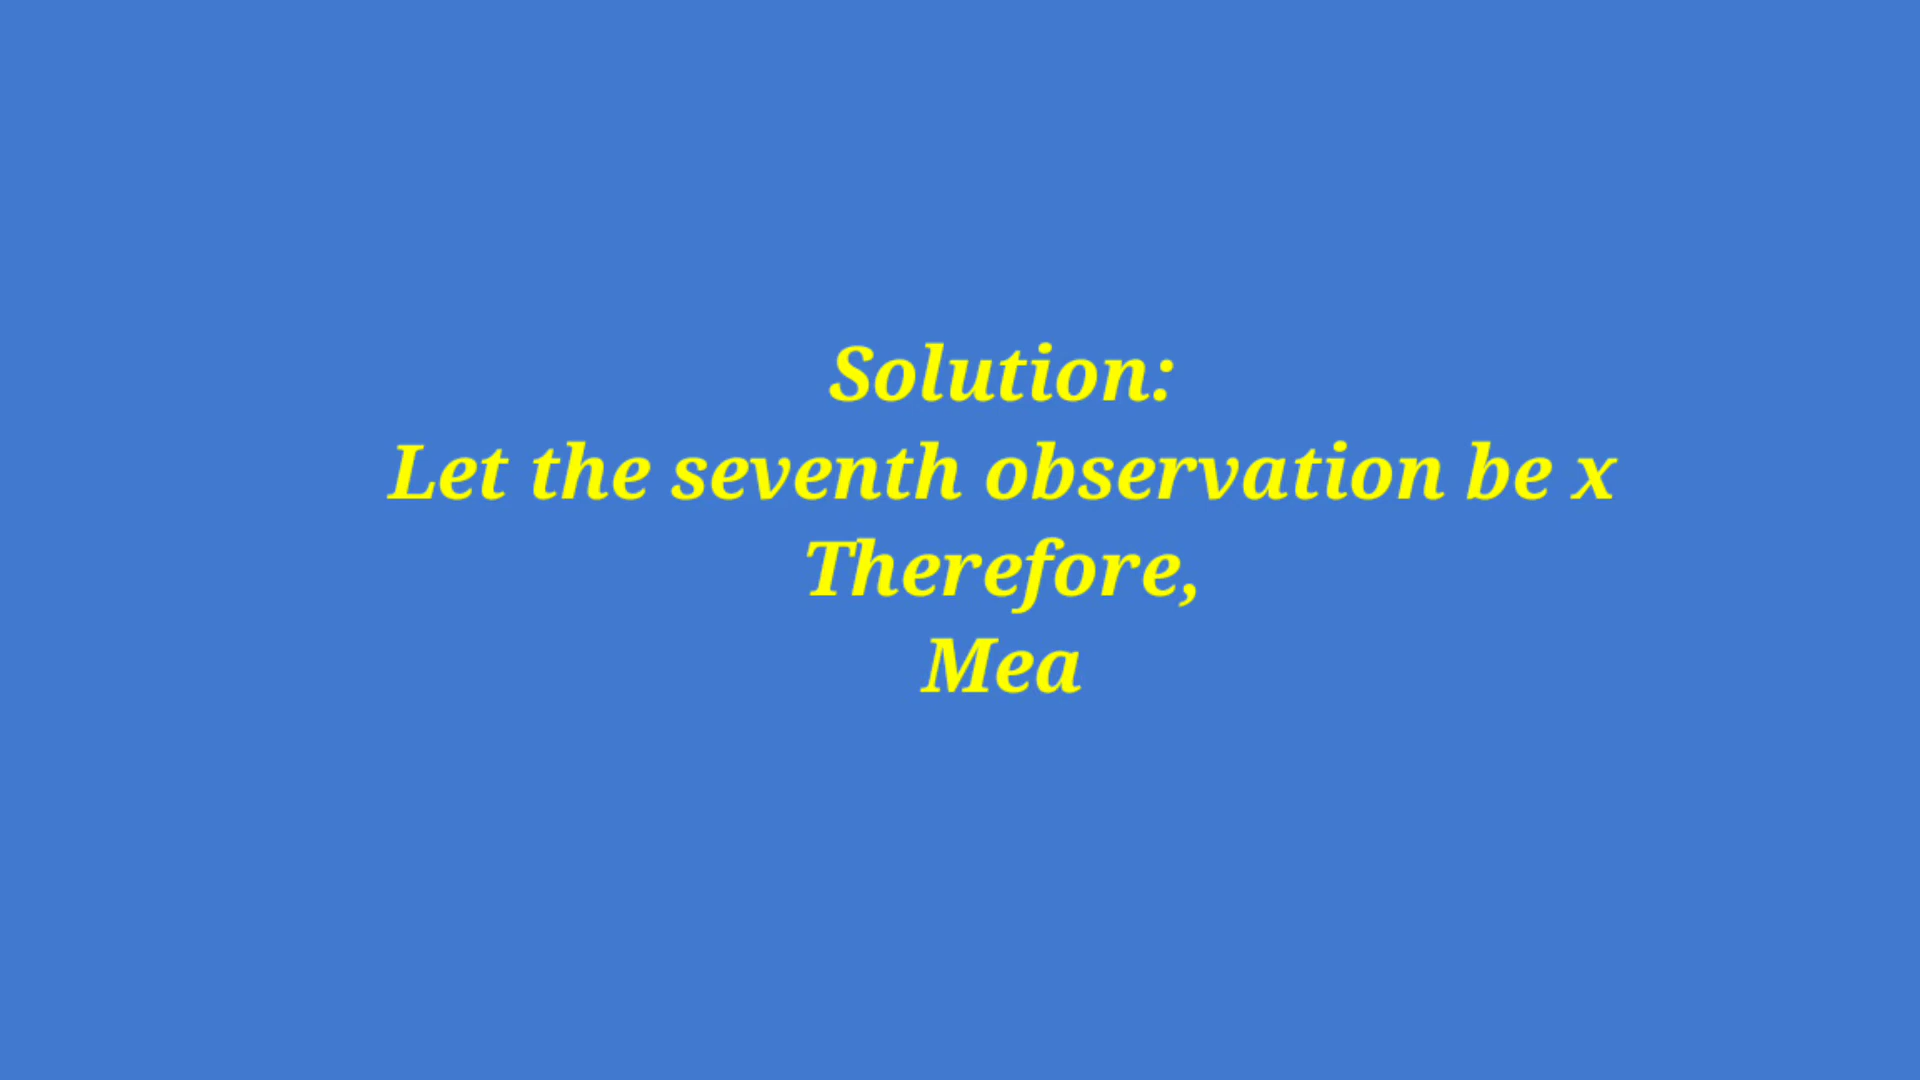 Solution:
Let the seventh observation be x
Therefore,
Mea